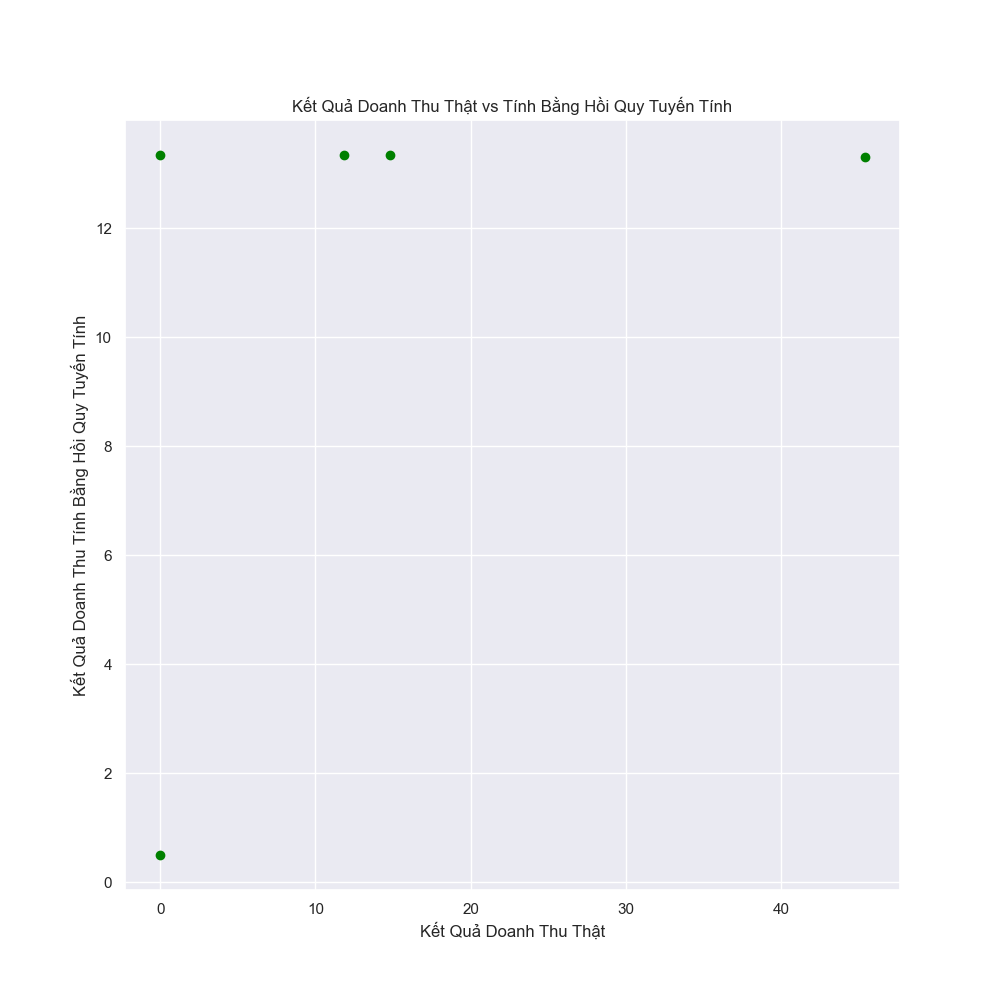 Kết Quả Doanh Thu Thật vs Tính Bằng Hồi Quy Tuyến Tính
Kết Quả Doanh Thu Tính Bằng Hồi Quy Tuyến Tính
12
10
8
6
4
2
0
0 10 20 30 40
Kết Quả Doanh Thu Thật